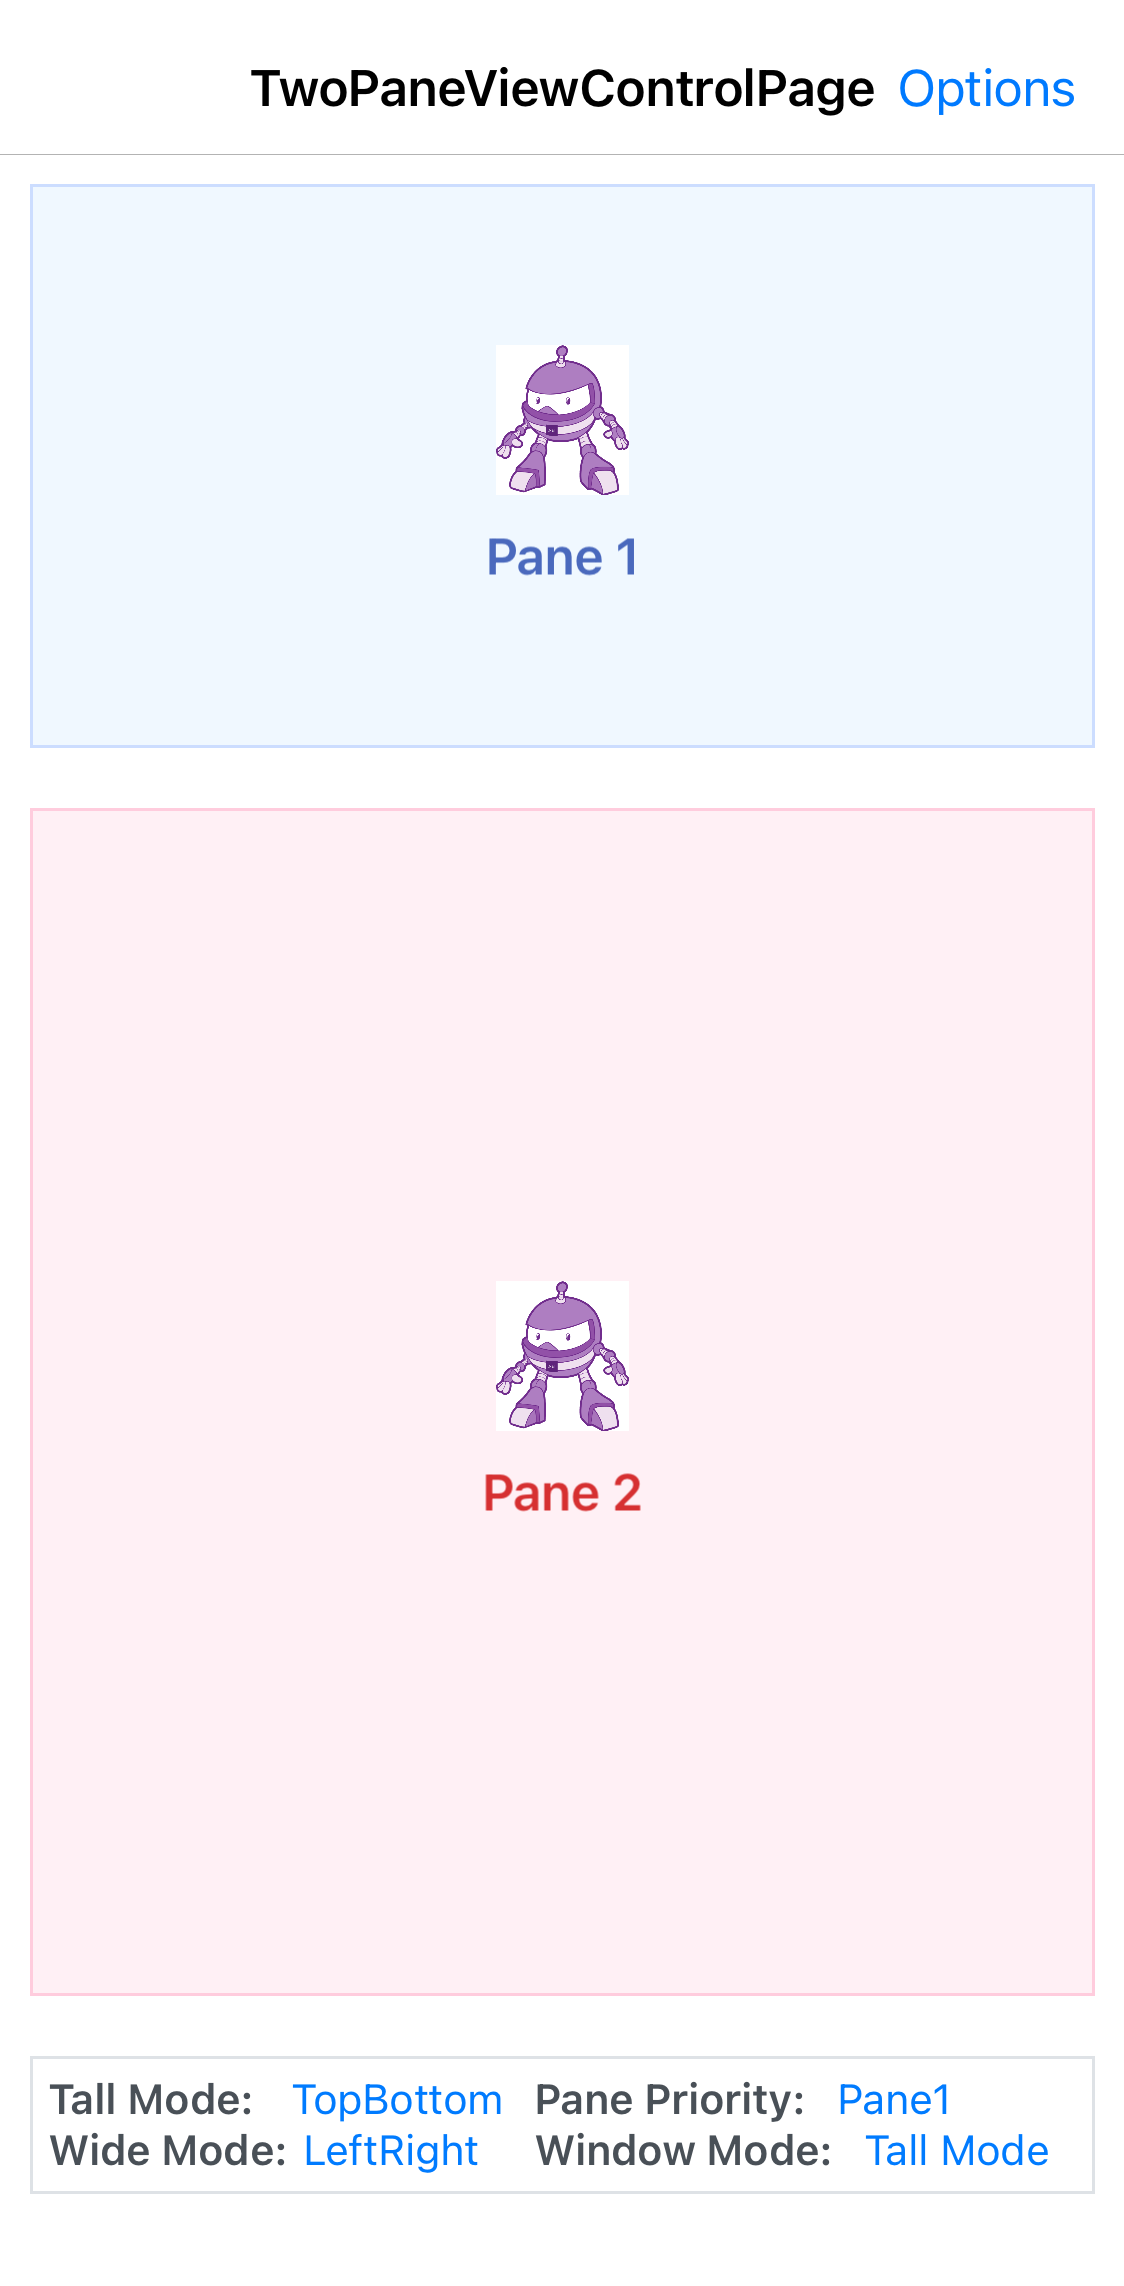 TwoPaneViewControlPage Options
Pane 1
Pane 2
Tall Mode: TopBottom Pane Priority: Pane1
Wide Mode: LeftRight Window Mode: Tall Mode